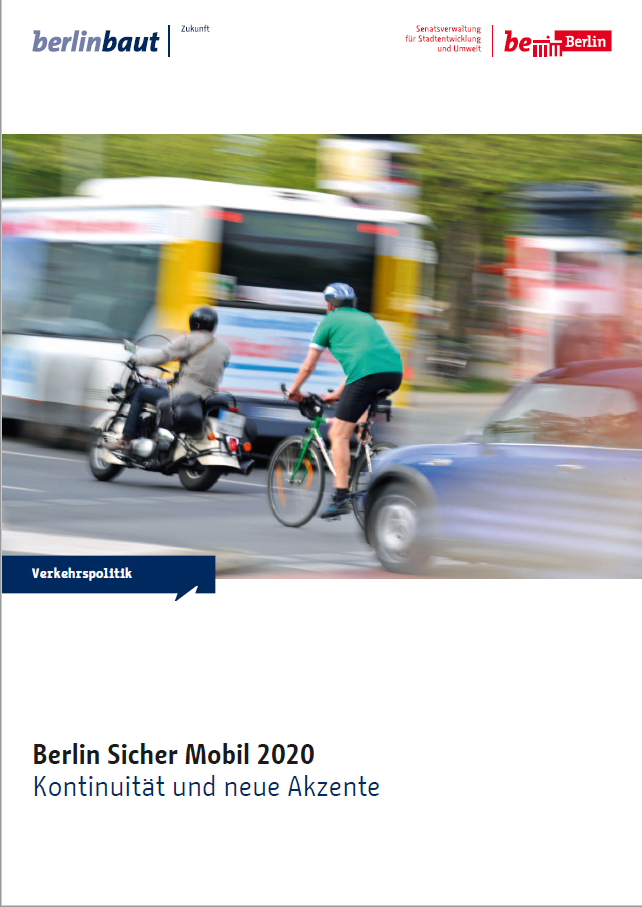 berlinbaut
Zukunft
Senatsverwaltung
für Stadtentwicklung
und Umwelt
be Berlin
Verkehrspolitik
Berlin Sicher Mobil 2020
Kontinuität und neue Akzente